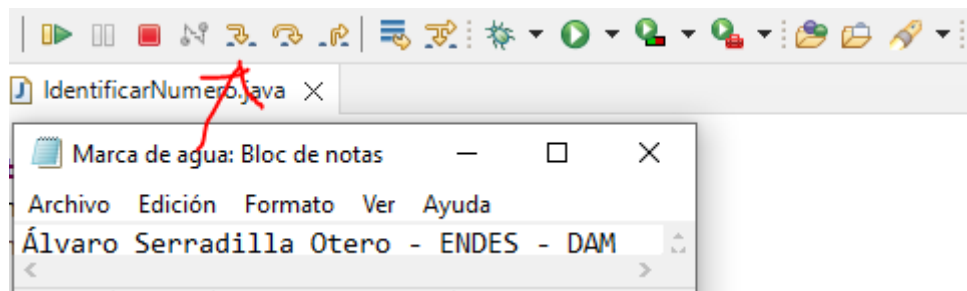 IdentificarNumero.java
Marca de agua: Bloc de notas
Archivo Edición Formato Ver Ayuda
Álvaro Serradilla Otero - ENDES - DAM